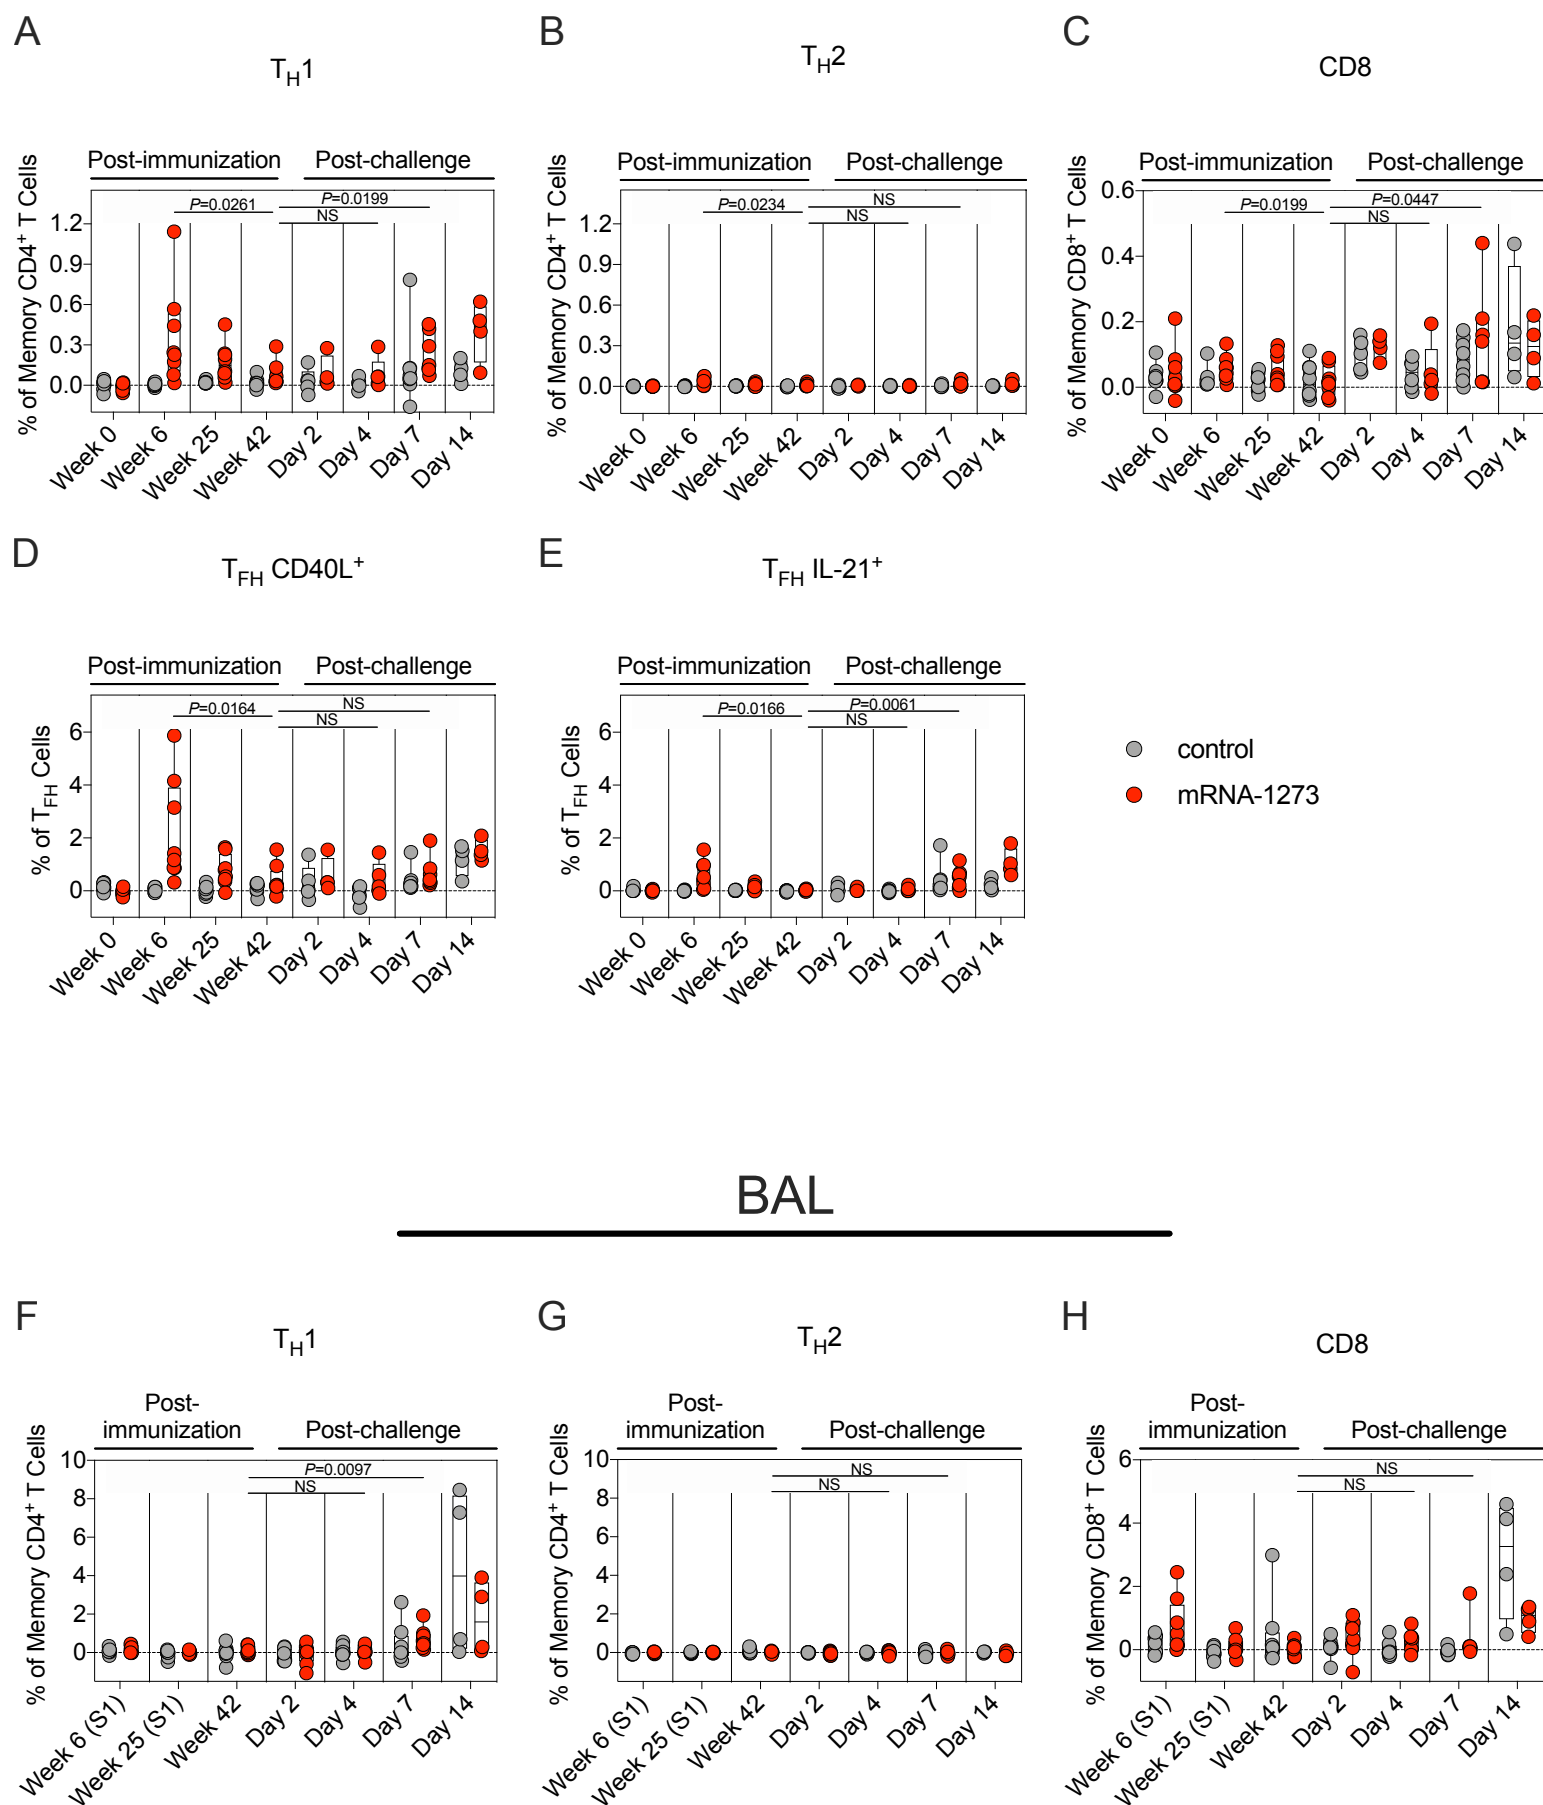 A
T_H1
Post-immunization Post-challenge
% of Memory CD4+ T Cells
P=0.0261
P=0.0199
NS
1.2
0.9
0.6
0.3
0.0
Week 0 Week 6 Week 25 Week 42 Day 2 Day 4 Day 7 Day 14
B
T_H2
Post-immunization Post-challenge
% of Memory CD4+ T Cells
P=0.0234
NS
NS
1.2
0.9
0.6
0.3
0.0
Week 0 Week 6 Week 25 Week 42 Day 2 Day 4 Day 7 Day 14
C
CD8
Post-immunization Post-challenge
% of Memory CD8+ T Cells
P=0.0199
P=0.0447
NS
0.6
0.4
0.2
0.0
Week 0 Week 6 Week 25 Week 42 Day 2 Day 4 Day 7 Day 14
D
T_FH CD40L+
Post-immunization Post-challenge
% of T_FH Cells
P=0.0164
NS
NS
6
4
2
0
Week 0 Week 6 Week 25 Week 42 Day 2 Day 4 Day 7 Day 14
E
T_FH IL-21+
Post-immunization Post-challenge
% of T_FH Cells
P=0.0166
P=0.0061
NS
6
4
2
0
Week 0 Week 6 Week 25 Week 42 Day 2 Day 4 Day 7 Day 14
control
mRNA-1273
BAL
F
T_H1
Post-
immunization Post-challenge
% of Memory CD4+ T Cells
P=0.0097
NS
10
8
6
4
2
0
Week 6 (S1) Week 25 (S1) Week 42 Day 2 Day 4 Day 7 Day 14
G
T_H2
Post-
immunization Post-challenge
% of Memory CD4+ T Cells
NS
NS
10
8
6
4
2
0
Week 6 (S1) Week 25 (S1) Week 42 Day 2 Day 4 Day 7 Day 14
H
CD8
Post-
immunization Post-challenge
% of Memory CD8+ T Cells
NS
NS
6
4
2
0
Week 6 (S1) Week 25 (S1) Week 42 Day 2 Day 4 Day 7 Day 14